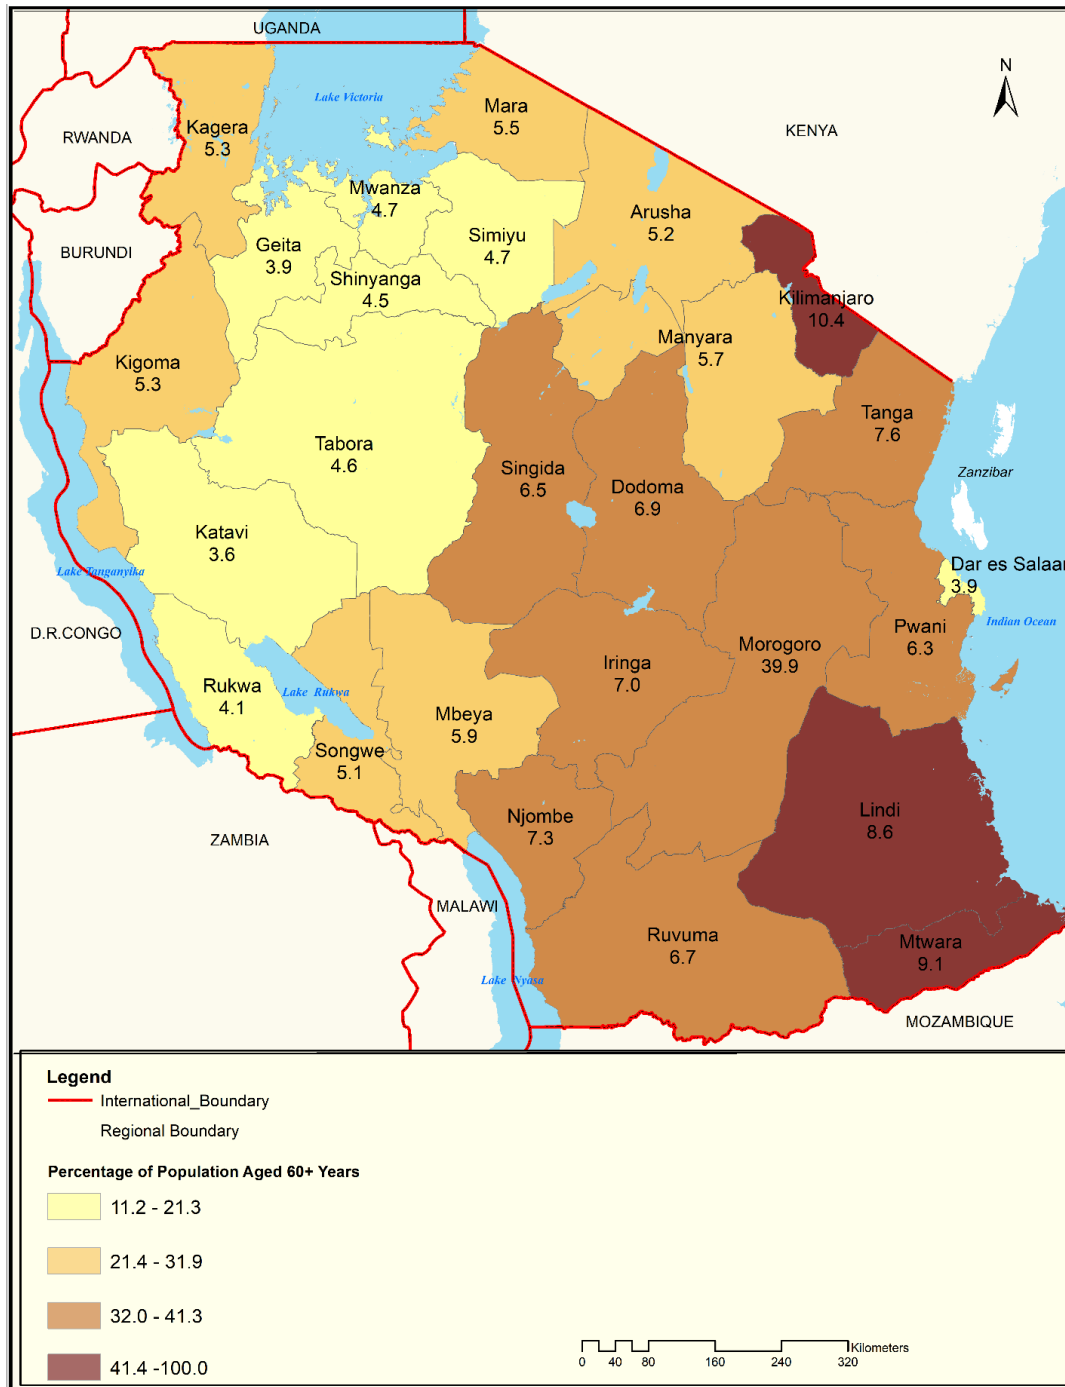 UGANDA
N
Lake Victoria
Mara
5.5
Kagera
5.3
KENYA
RWANDA
Mwanza
4.7
Arusha
5.2
Simiyu
4.7
Geita
3.9
BURUNDI
Shinyanga
4.5
Kilimanjaro
10.4
Manyara
5.7
Kigoma
5.3
Tanga
7.6
Tabora
4.6
Singida
6.5
Dodoma
6.9
Zanzibar
Katavi
3.6
Dar es Salaam
3.9
Lake Tanganyika
Indian Ocean
D.R.CONGO
Pwani
6.3
Morogoro
39.9
Iringa
7.0
Rukwa
4.1
Lake Rukwa
Mbeya
5.9
Songwe
5.1
Lindi
8.6
Njombe
7.3
ZAMBIA
MALAWI
Ruvuma
6.7
Mtwara
9.1
Lake Nyasa
MOZAMBIQUE
Legend
International_Boundary
Regional Boundary
Percentage of Population Aged 60+ Years
11.2 - 21.3
21.4 - 31.9
32.0 - 41.3
41.4 -100.0
Kilometers
0 40 80 160 240 320